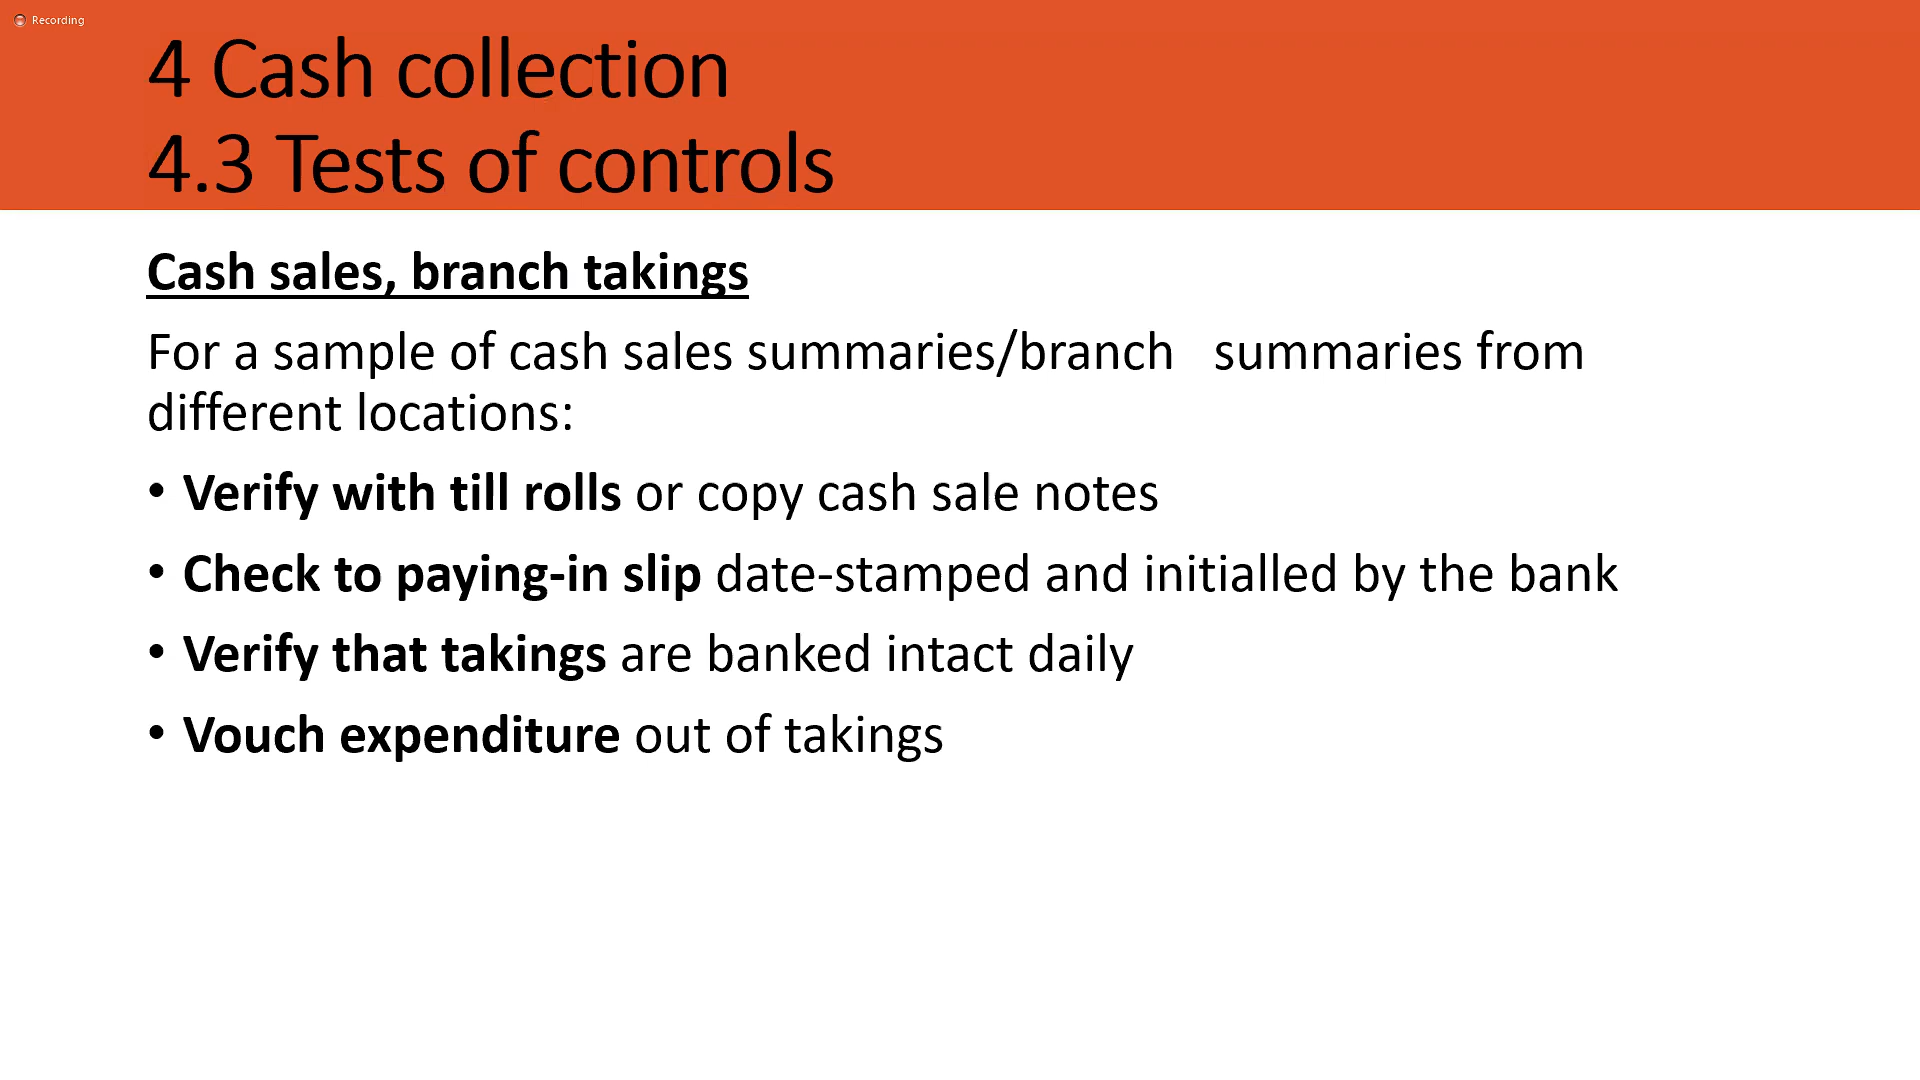 Recording
4 Cash collection
4.3 Tests of controls
Cash sales, branch takings
For a sample of cash sales summaries/branch   summaries from
different locations:
• Verify with till rolls or copy cash sale notes
• Check to paying-in slip date-stamped and initialled by the bank
• Verify that takings are banked intact daily
• Vouch expenditure out of takings